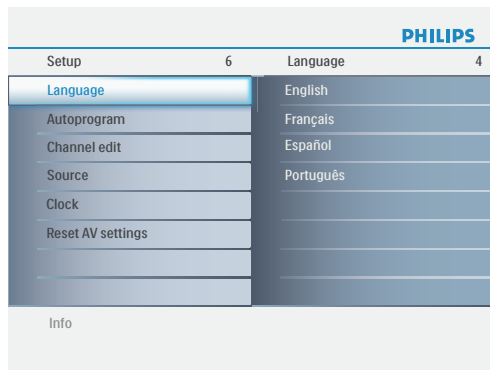 PHILIPS
Setup 6 Language 4
Language
Autoprogram
Channel edit
Source
Clock
Reset AV settings
English
Français
Español
Português
Info